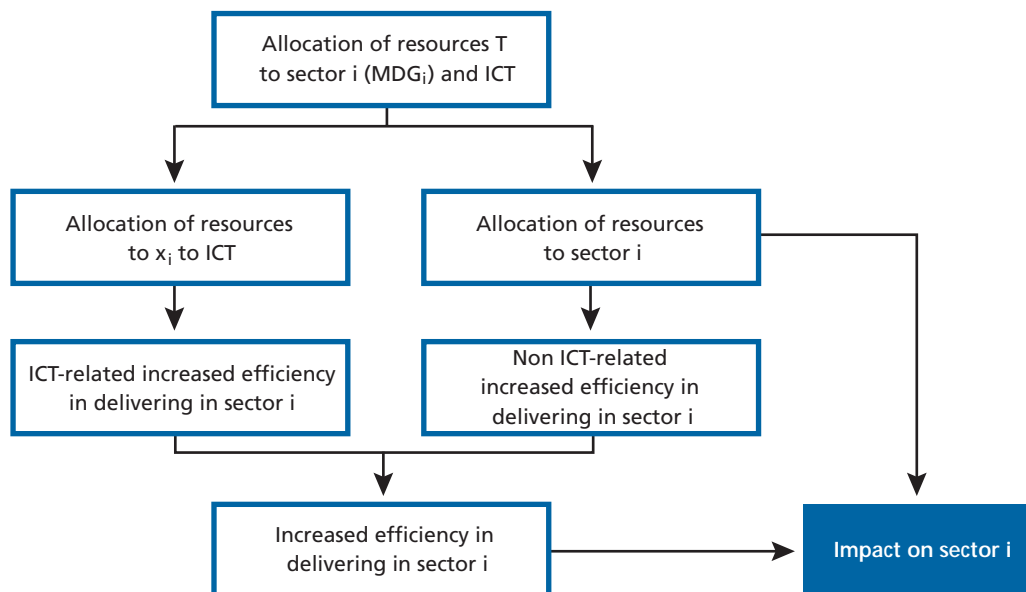 Allocation of resources T
to sector i (MDGi) and ICT
Allocation of resources
to xi to ICT
Allocation of resources
to sector i
ICT-related increased efficiency
in delivering in sector i
Non ICT-related
increased efficiency in
delivering in sector i
Increased efficiency in
delivering in sector i
Impact on sector i